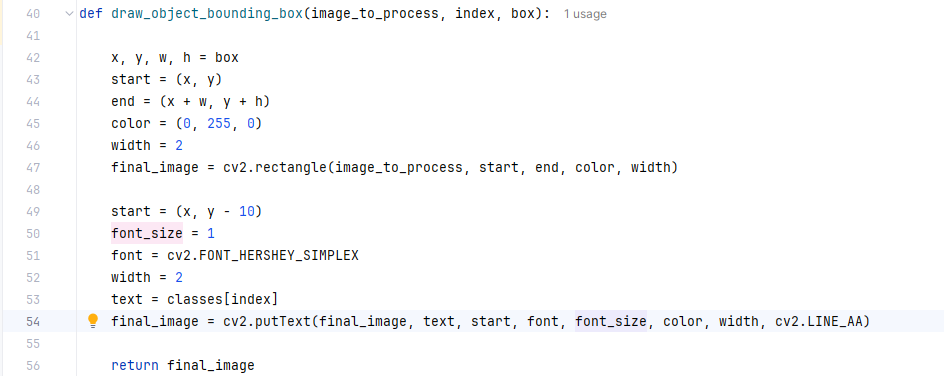 40 def draw_object_bounding_box(image_to_process, index, box): 1 usage
41
42 x, y, w, h = box
43 start = (x, y)
44 end = (x + w, y + h)
45 color = (0, 255, 0)
46 width = 2
47 final_image = cv2.rectangle(image_to_process, start, end, color, width)
48
49 start = (x, y - 10)
50 font_size = 1
51 font = cv2.FONT_HERSHEY_SIMPLEX
52 width = 2
53 text = classes[index]
54 final_image = cv2.putText(final_image, text, start, font, font_size, color, width, cv2.LINE_AA)
55
56 return final_image